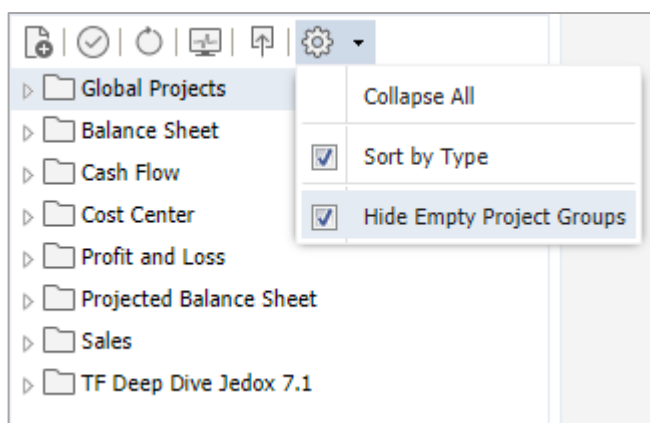 Global Projects
Collapse All
Balance Sheet
Sort by Type
Cash Flow
Cost Center
Hide Empty Project Groups
Profit and Loss
Projected Balance Sheet
Sales
TF Deep Dive Jedox 7.1